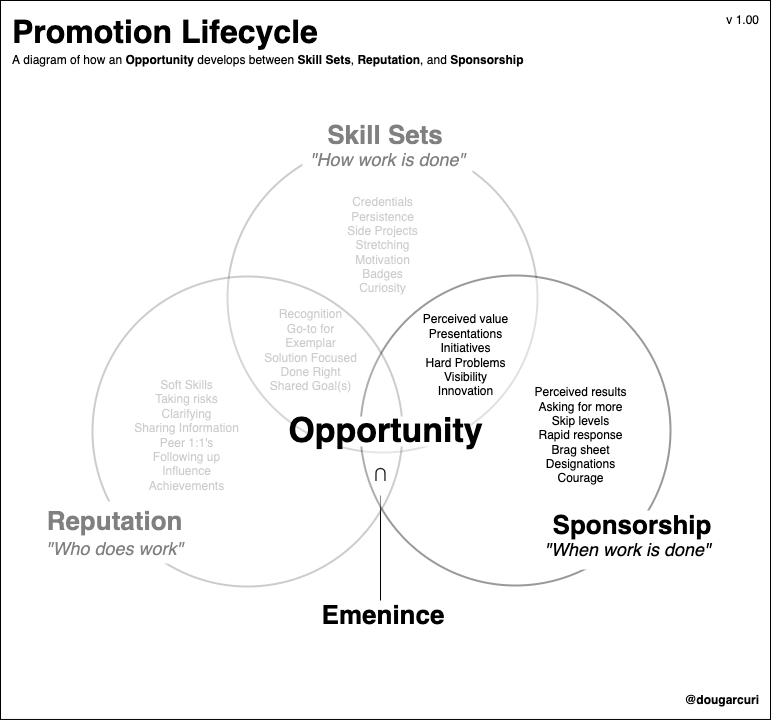 Promotion Lifecycle
v 1.00
A diagram of how an Opportunity develops between Skill Sets, Reputation, and Sponsorship
Skill Sets
"How work is done"
Credentials
Persistence
Side Projects
Stretching
Motivation
Badges
Curiosity
Recognition
Go-to for
Exemplar
Solution Focused
Done Right
Shared Goal(s)
Perceived value
Presentations
Initiatives
Hard Problems
Visibility
Innovation
Soft Skills
Taking risks
Clarifying
Sharing Information
Peer 1:1's
Following up
Influence
Achievements
Perceived results
Asking for more
Skip levels
Rapid response
Brag sheet
Designations
Courage
Opportunity
∩
Reputation
"Who does work"
Sponsorship
"When work is done"
Emenince
@dougarcuri